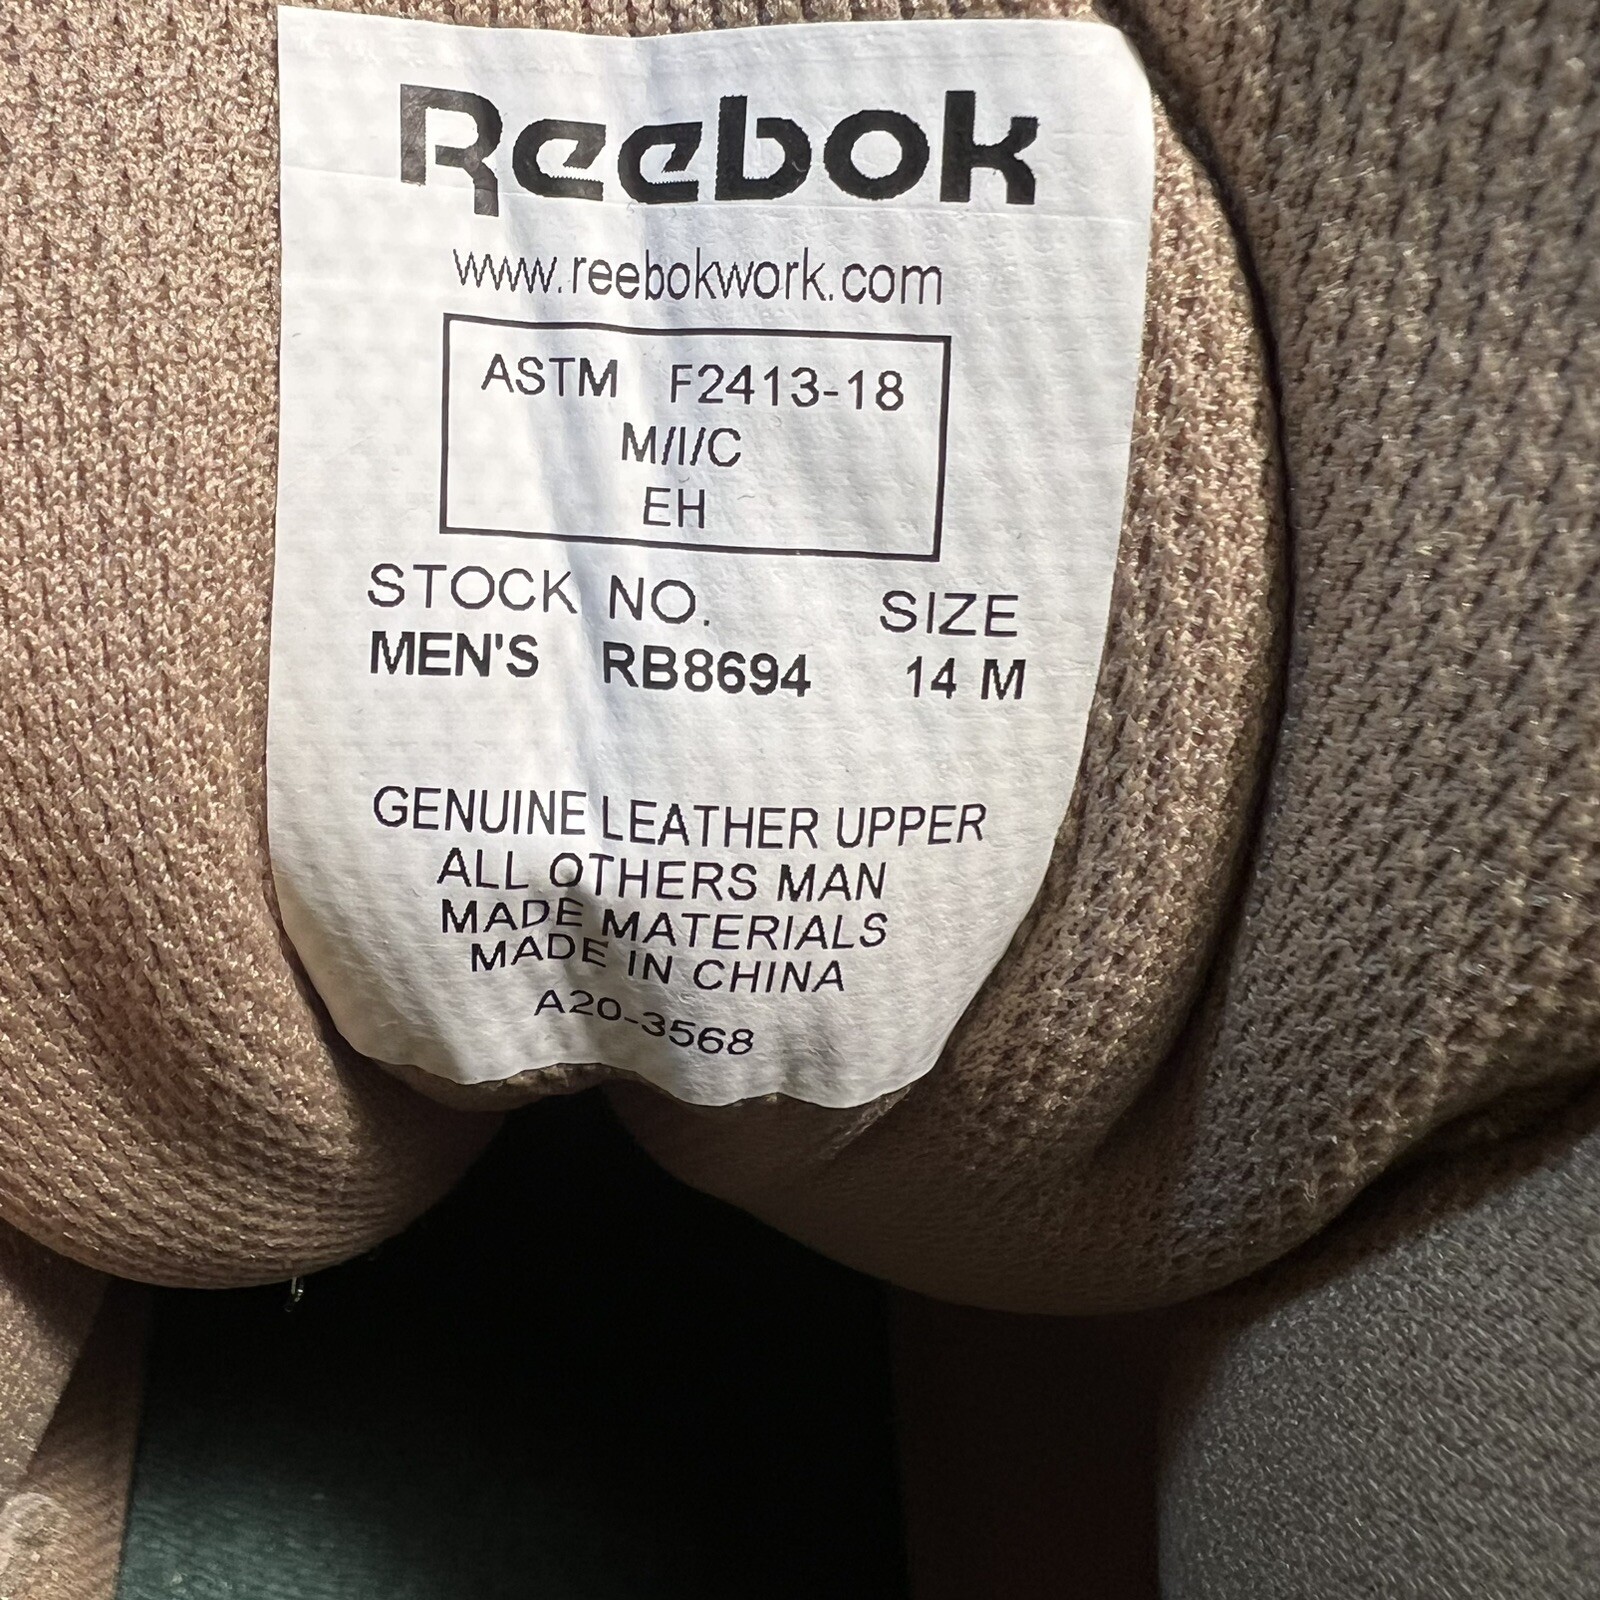 Reebok
www.reebokwork.com
ASTM F2413-18
M/I/C
EH
STOCK NO. SIZE
MEN'S RB8694 14 M
GENUINE LEATHER UPPER
ALL OTHERS MAN
MADE MATERIALS
MADE IN CHINA
A20-3568